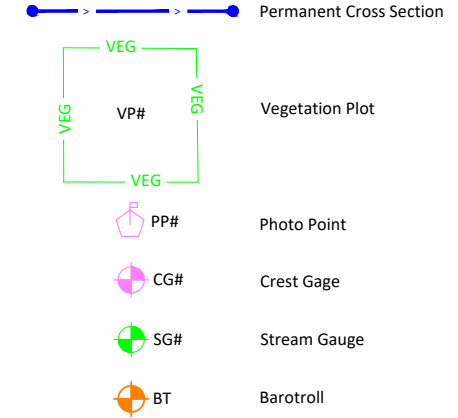 > > Permanent Cross Section
VEG
VEG VP# VEG Vegetation Plot
VEG
PP# Photo Point
CG# Crest Gage
SG# Stream Gauge
BT Barotroll